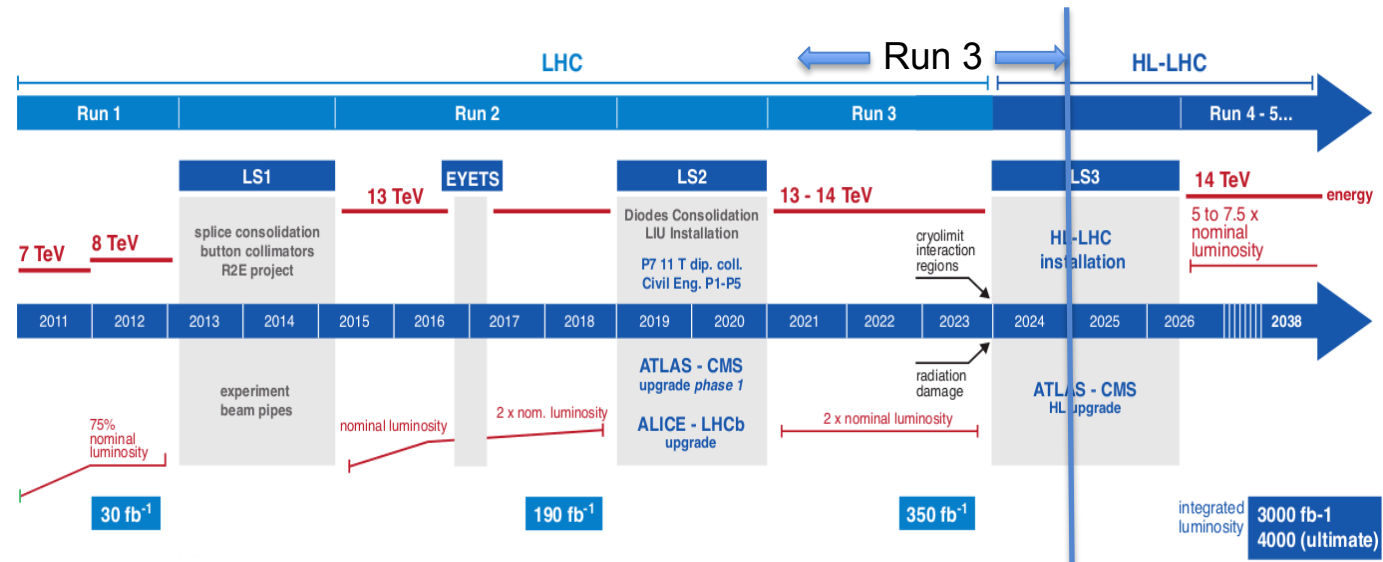 Run 3
LHC
HL-LHC
Run 1
Run 2
Run 3
Run 4 - 5...
LS1
EYETS
LS2
LS3
13 TeV
13 - 14 TeV
14 TeV
energy
splice consolidation
button collimators
R2E project
Diodes Consolidation
LIU Installation
P7 11 T dip. coll.
Civil Eng. P1-P5
cryolimit
interaction
regions
HL-LHC
installation
5 to 7.5 x
nominal
luminosity
7 TeV
8 TeV
2011
2012
2013
2014
2015
2016
2017
2018
2019
2020
2021
2022
2023
2024
2025
2026
2038
experiment
beam pipes
ATLAS - CMS
upgrade phase 1
ALICE - LHCb
upgrade
radiation
damage
ATLAS - CMS
HL upgrade
75%
nominal
luminosity
nominal luminosity
2 x nom. luminosity
2 x nominal luminosity
30 fb⁻¹
190 fb⁻¹
350 fb⁻¹
integrated
luminosity
3000 fb-1
4000 (ultimate)